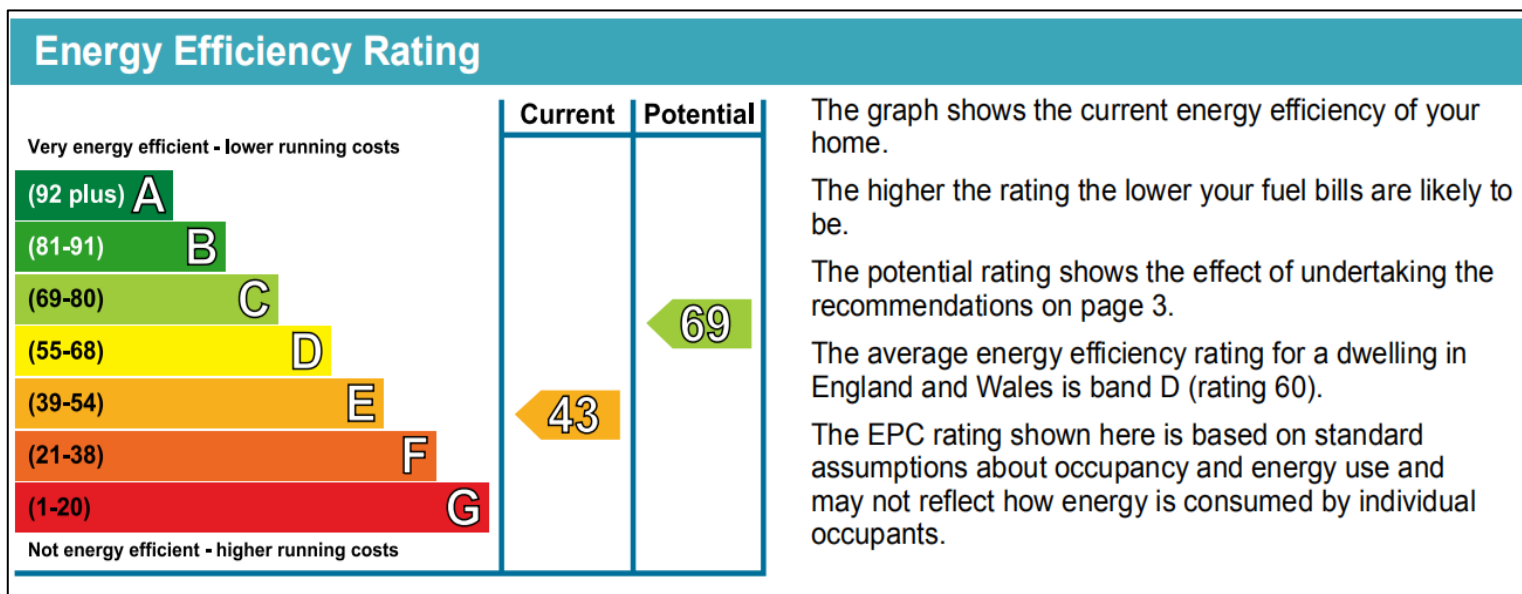 Energy Efficiency Rating
Current
Potential
Very energy efficient - lower running costs
(92 plus) A
(81-91) B
(69-80) C
(55-68) D
(39-54) E
(21-38) F
(1-20) G
Not energy efficient - higher running costs
43
69
The graph shows the current energy efficiency of your
home.
The higher the rating the lower your fuel bills are likely to
be.
The potential rating shows the effect of undertaking the
recommendations on page 3.
The average energy efficiency rating for a dwelling in
England and Wales is band D (rating 60).
The EPC rating shown here is based on standard
assumptions about occupancy and energy use and
may not reflect how energy is consumed by individual
occupants.